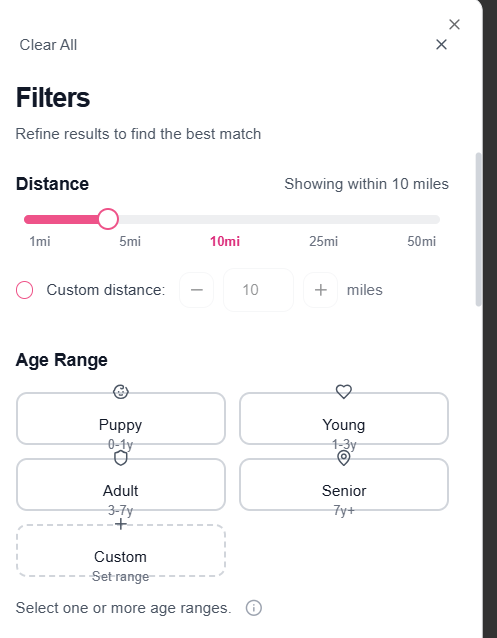 Clear All
Filters
Refine results to find the best match
Distance Showing within 10 miles
1mi 5mi 10mi 25mi 50mi
Custom distance: − 10 + miles
Age Range
Puppy Young
0-1y 1-3y
Adult Senior
3-7y 7y+
Custom
Set range
Select one or more age ranges.